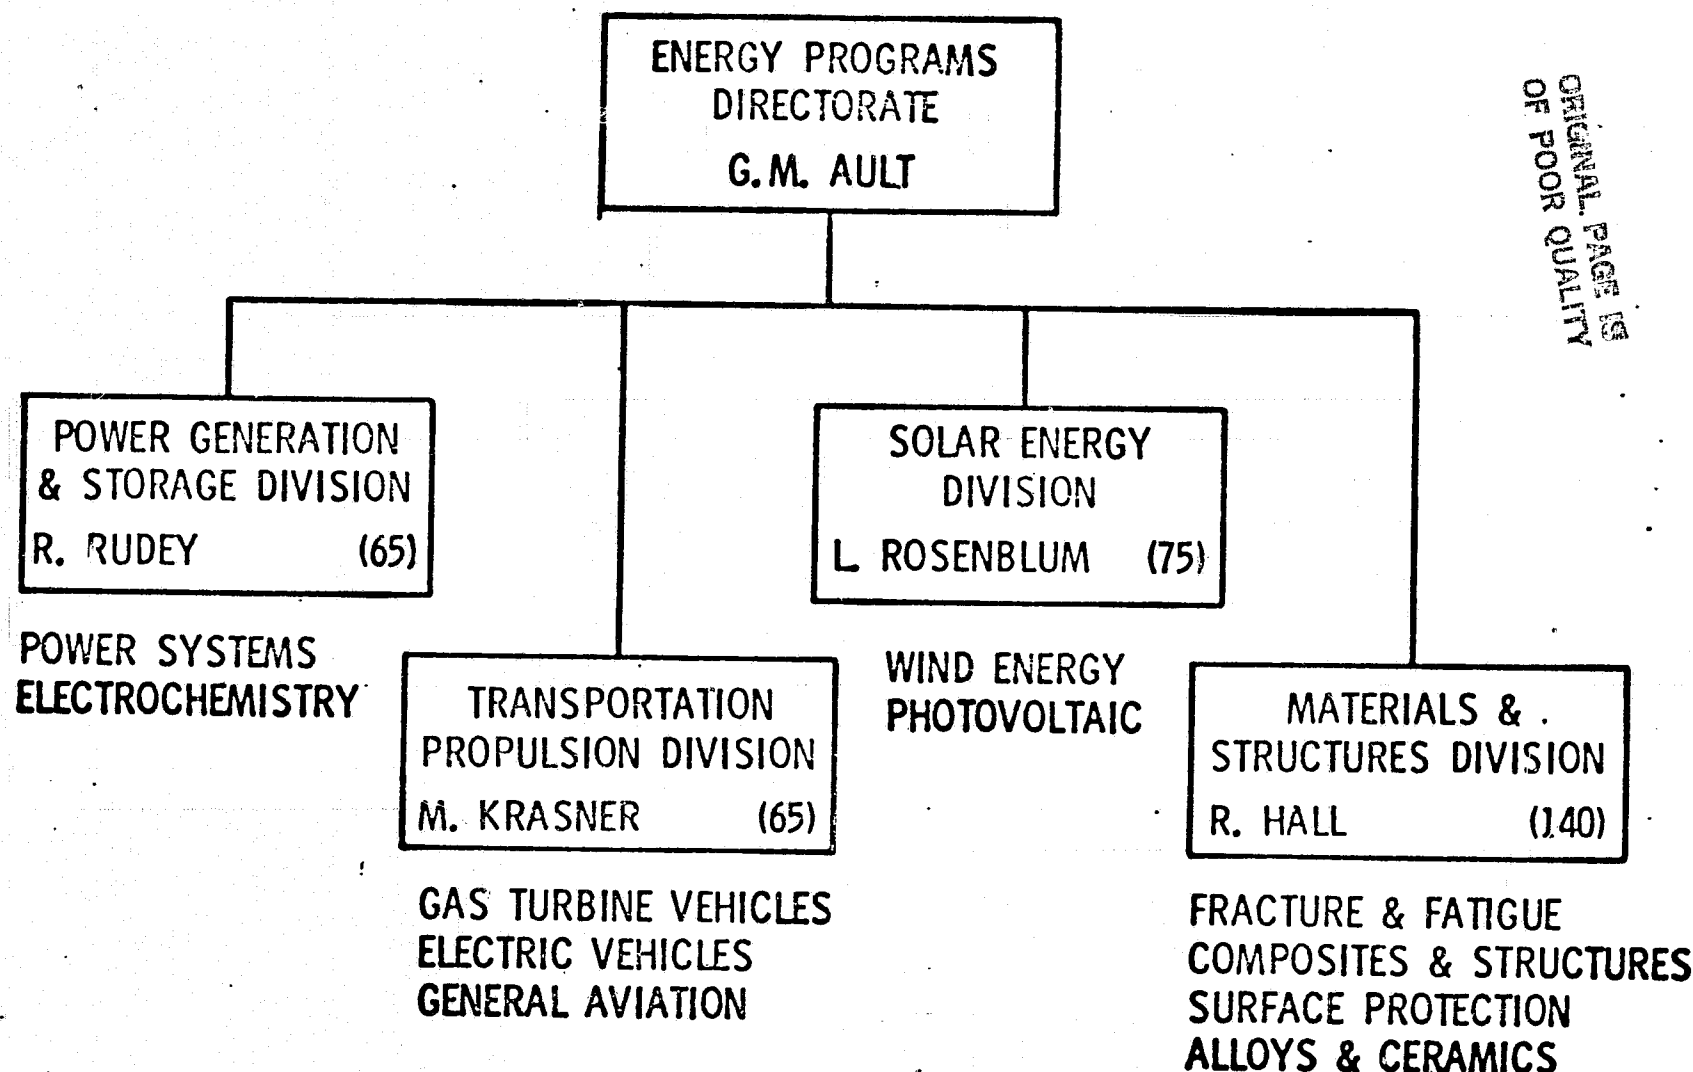 ENERGY PROGRAMS
DIRECTORATE
G.M. AULT
ORIGINAL PAGE IS
OF POOR QUALITY
POWER GENERATION
& STORAGE DIVISION
R. RUDEY (65)
POWER SYSTEMS
ELECTROCHEMISTRY
TRANSPORTATION
PROPULSION DIVISION
M. KRASNER (65)
GAS TURBINE VEHICLES
ELECTRIC VEHICLES
GENERAL AVIATION
SOLAR ENERGY
DIVISION
L. ROSENBLUM (75)
WIND ENERGY
PHOTOVOLTAIC
MATERIALS &
STRUCTURES DIVISION
R. HALL (140)
FRACTURE & FATIGUE
COMPOSITES & STRUCTURES
SURFACE PROTECTION
ALLOYS & CERAMICS